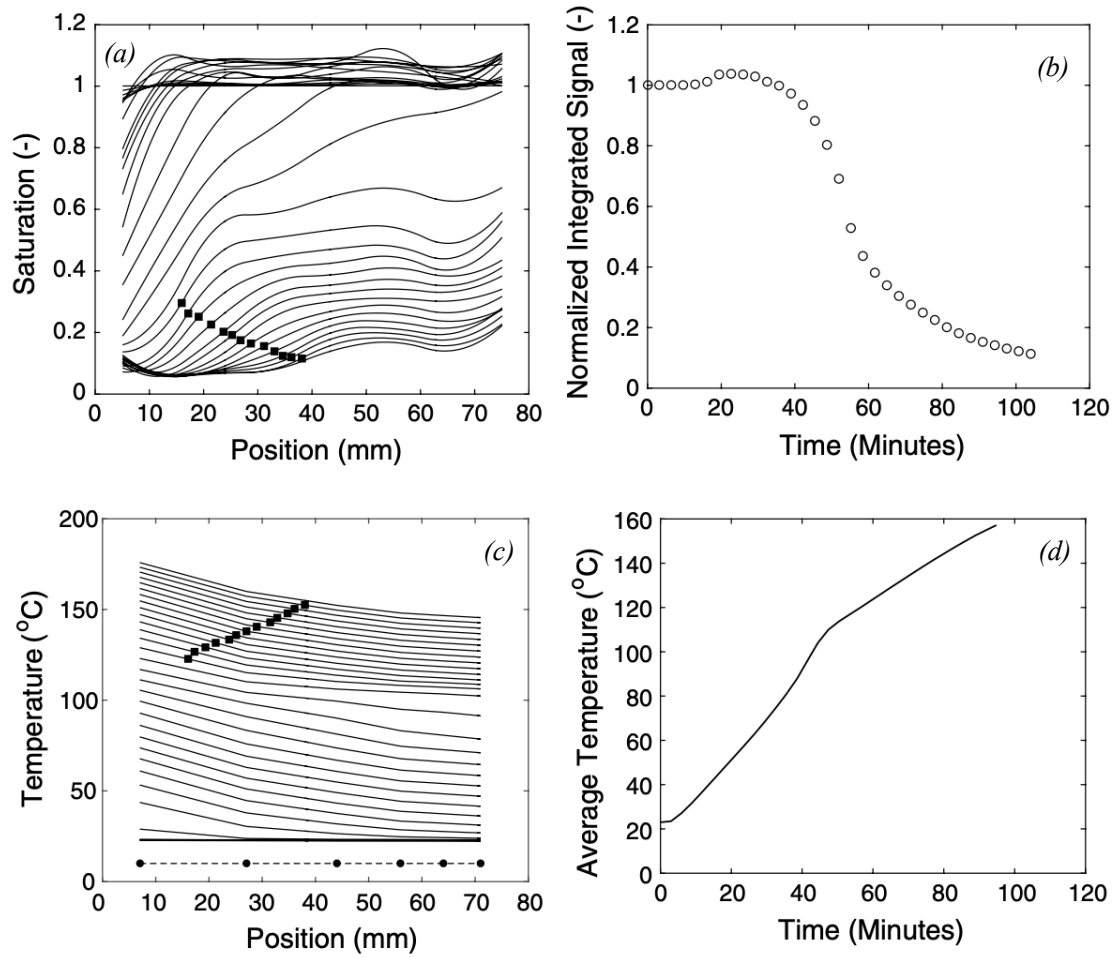 (a)
Saturation (-)
1.2
1
0.8
0.6
0.4
0.2
0
0 10 20 30 40 50 60 70 80
Position (mm)
(b)
Normalized Integrated Signal (-)
1.2
1
0.8
0.6
0.4
0.2
0
0 20 40 60 80 100 120
Time (Minutes)
(c)
Temperature (°C)
200
150
100
50
0
0 10 20 30 40 50 60 70 80
Position (mm)
(d)
Average Temperature (°C)
160
140
120
100
80
60
40
20
0
0 20 40 60 80 100 120
Time (Minutes)